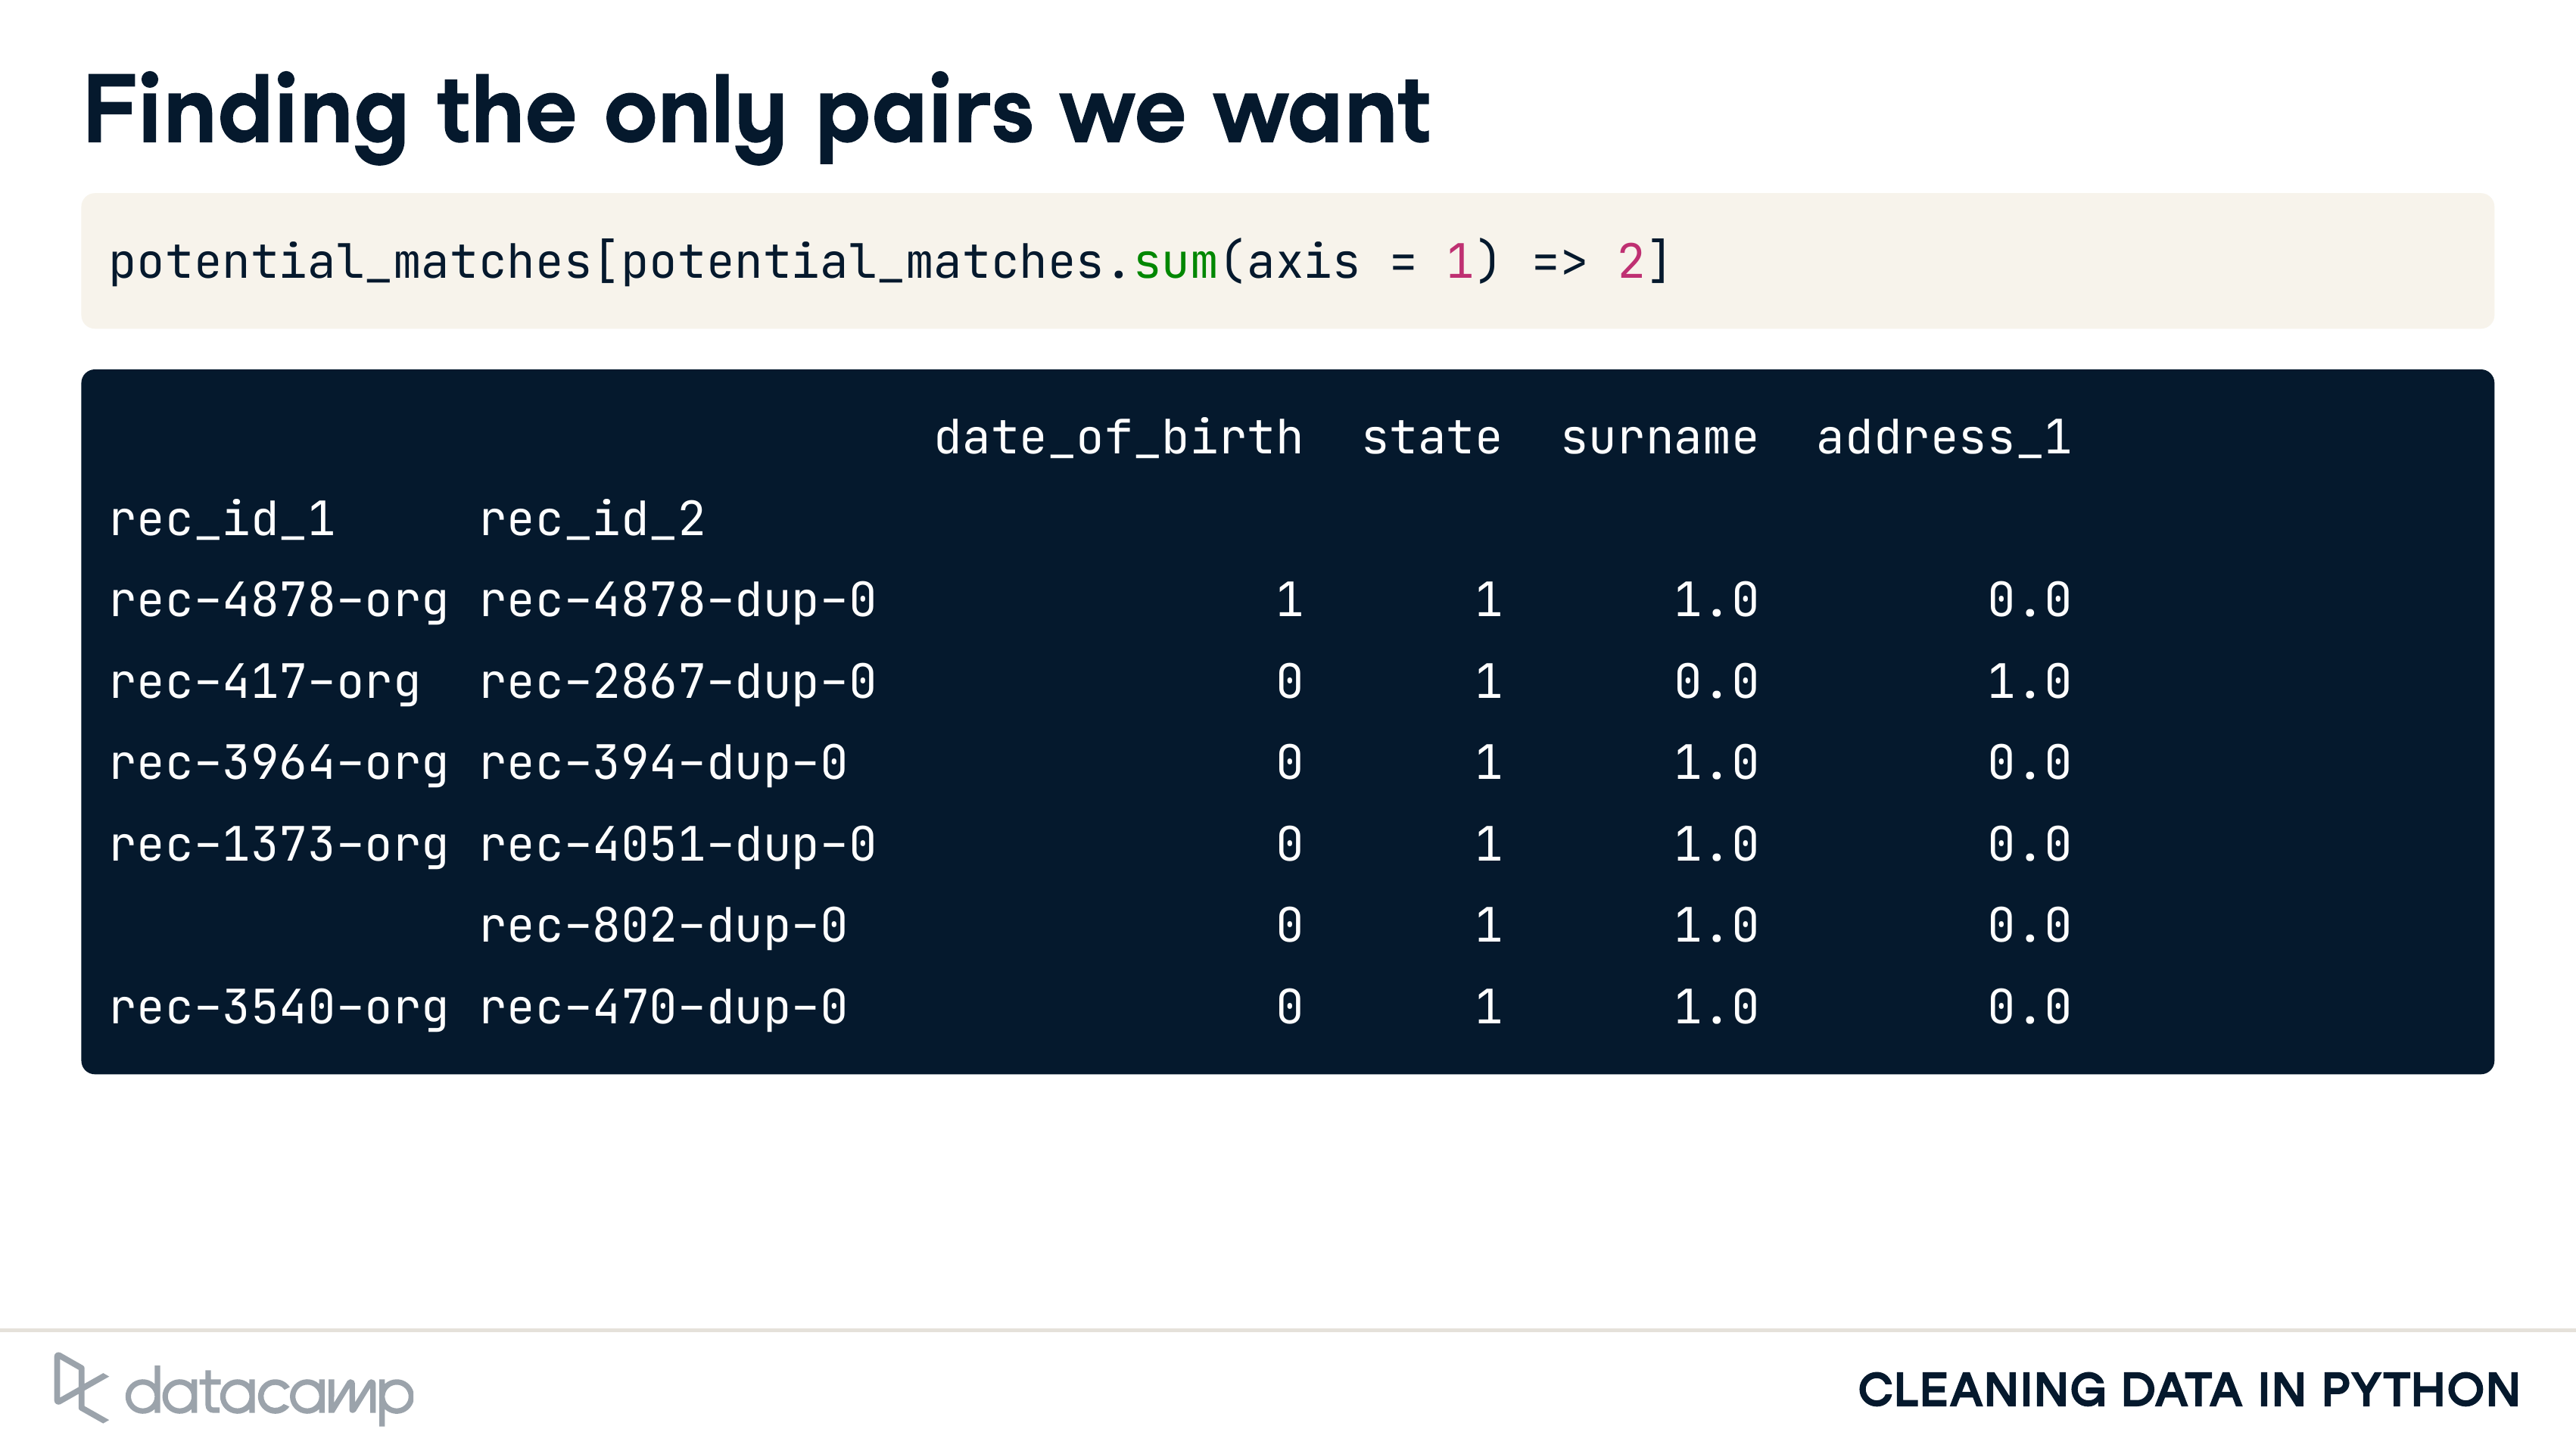 Finding the only pairs we want
potential_matches[potential_matches.sum(axis = 1) => 2]
date_of_birth state surname address_1
rec_id_1 rec_id_2
rec-4878-org rec-4878-dup-0 1 1 1.0 0.0
rec-417-org rec-2867-dup-0 0 1 0.0 1.0
rec-3964-org rec-394-dup-0 0 1 1.0 0.0
rec-1373-org rec-4051-dup-0 0 1 1.0 0.0
rec-802-dup-0 0 1 1.0 0.0
rec-3540-org rec-470-dup-0 0 1 1.0 0.0
datacamp
CLEANING DATA IN PYTHON